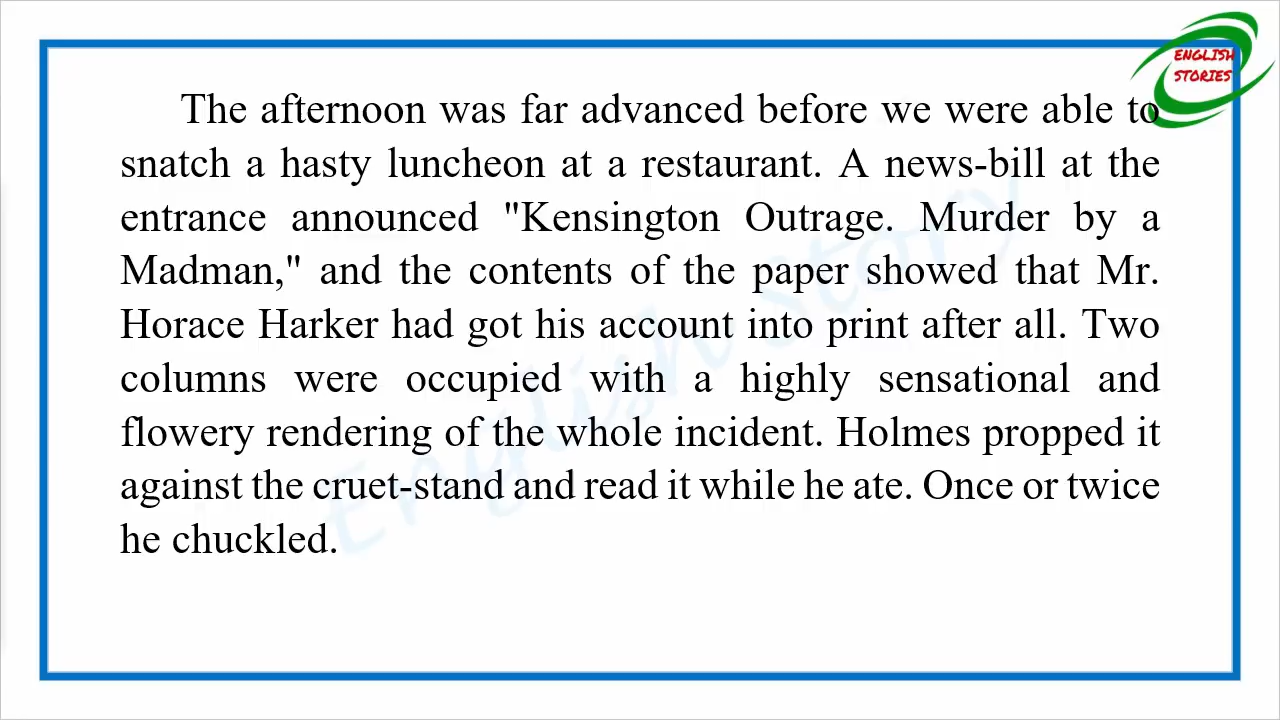 ENGLISH
STORIES
The afternoon was far advanced before we were able to
snatch a hasty luncheon at a restaurant. A news-bill at the
entrance announced "Kensington Outrage. Murder by a
Madman," and the contents of the paper showed that Mr.
Horace Harker had got his account into print after all. Two
columns were occupied with a highly sensational and
flowery rendering of the whole incident. Holmes propped it
against the cruet-stand and read it while he ate. Once or twice
he chuckled.
English Story